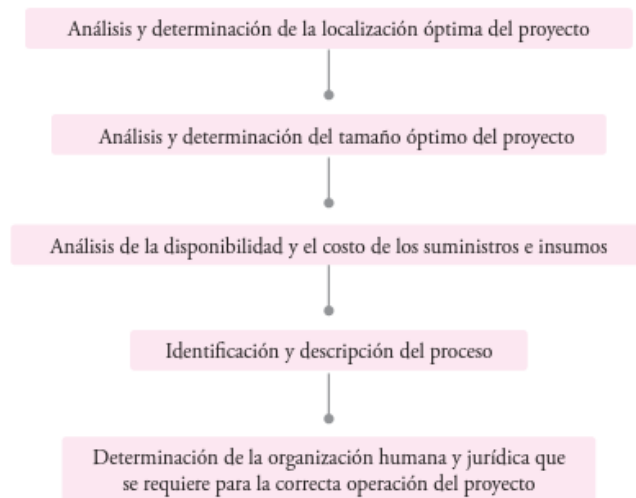 Análisis y determinación de la localización óptima del proyecto
Análisis y determinación del tamaño óptimo del proyecto
Análisis de la disponibilidad y el costo de los suministros e insumos
Identificación y descripción del proceso
Determinación de la organización humana y jurídica que
se requiere para la correcta operación del proyecto